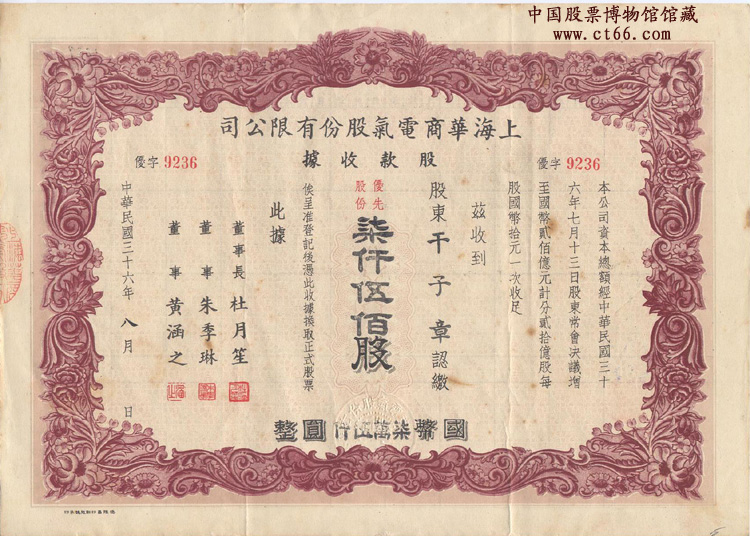 中国股票博物馆馆藏
www.ct66.com
上海華商電氣股份有限公司
股款收據
優字 9236
優字 9236
本公司資本總額經中華民國三十
六年七月十三日股東常會決議增
至國幣貳佰億元計分貳拾億股每
股國幣拾元一次收足
茲收到
股東 干子章 認繳
優先股份 柒仟伍佰股
國幣柒萬伍仟圓整
俟呈准登記後憑此收據換取正式股票
此據
董事長 杜月笙
董事 朱季琳
董事 黃涵之
中華民國三十六年 八月 日